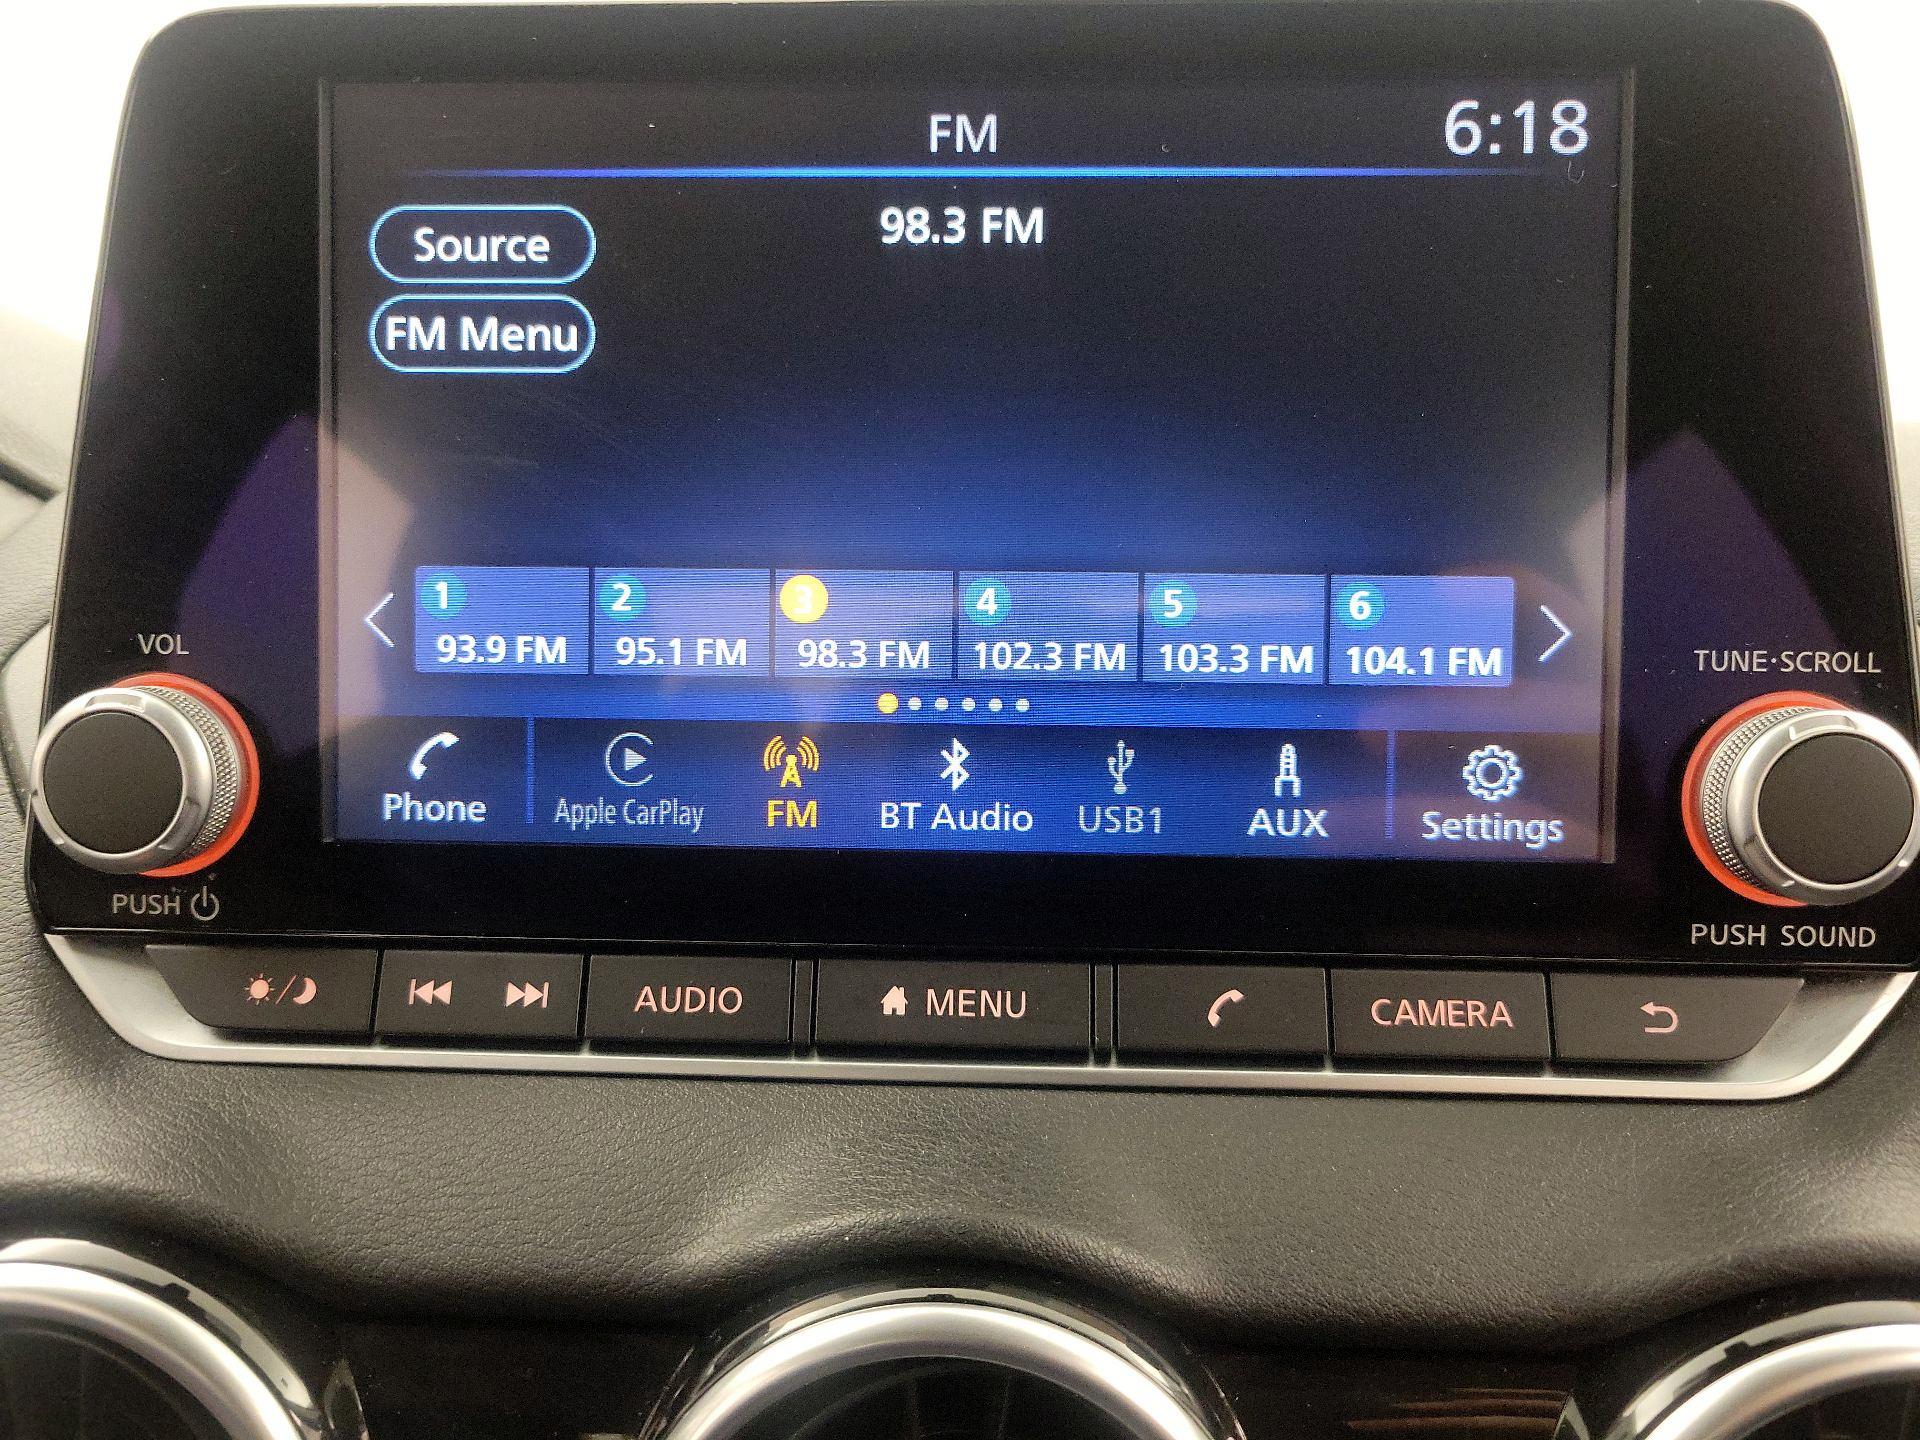 FM
6:18
98.3 FM
Source
FM Menu
1 2 3 4 5 6
93.9 FM 95.1 FM 98.3 FM 102.3 FM 103.3 FM 104.1 FM
Phone Apple CarPlay FM BT Audio USB1 AUX Settings
VOL
PUSH
TUNE·SCROLL
PUSH SOUND
AUDIO MENU CAMERA